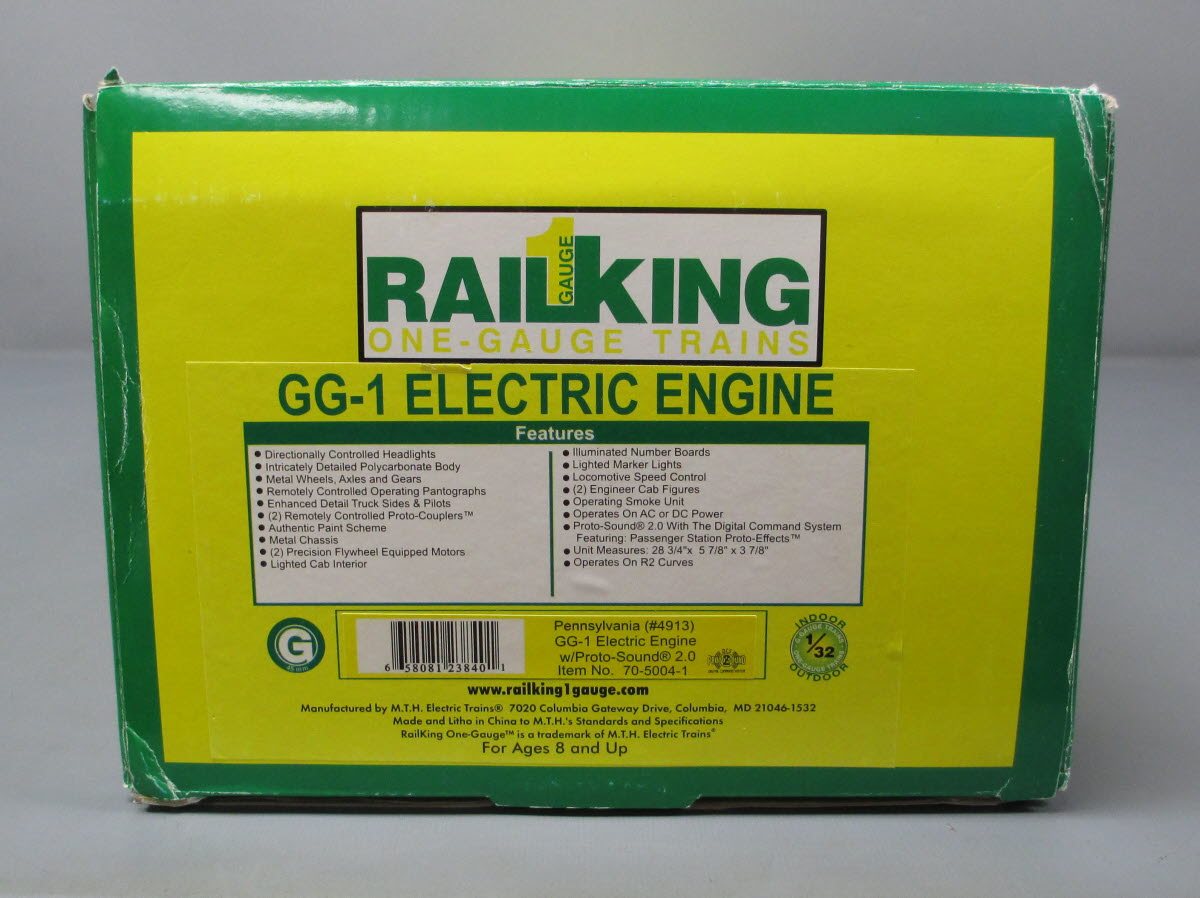 RAILKING
1 GAUGE
ONE-GAUGE TRAINS
GG-1 ELECTRIC ENGINE
Features
• Directionally Controlled Headlights
• Intricately Detailed Polycarbonate Body
• Metal Wheels, Axles and Gears
• Remotely Controlled Operating Pantographs
• Enhanced Detail Truck Sides & Pilots
• (2) Remotely Controlled Proto-Couplers™
• Authentic Paint Scheme
• Metal Chassis
• (2) Precision Flywheel Equipped Motors
• Lighted Cab Interior
• Illuminated Number Boards
• Lighted Marker Lights
• Locomotive Speed Control
• (2) Engineer Cab Figures
• Operating Smoke Unit
• Operates On AC or DC Power
• Proto-Sound® 2.0 With The Digital Command System
Featuring: Passenger Station Proto-Effects™
• Unit Measures: 28 3/4"x 5 7/8" x 3 7/8"
• Operates On R2 Curves
G
45 mm
6 58081 23840 1
Pennsylvania (#4913)
GG-1 Electric Engine
w/Proto-Sound® 2.0
Item No. 70-5004-1
INDOOR
1/32
ONE-GAUGE TRAINS
OUTDOOR
www.railking1gauge.com
Manufactured by M.T.H. Electric Trains® 7020 Columbia Gateway Drive, Columbia, MD 21046-1532
Made and Litho in China to M.T.H.'s Standards and Specifications
RailKing One-Gauge™ is a trademark of M.T.H. Electric Trains®
For Ages 8 and Up